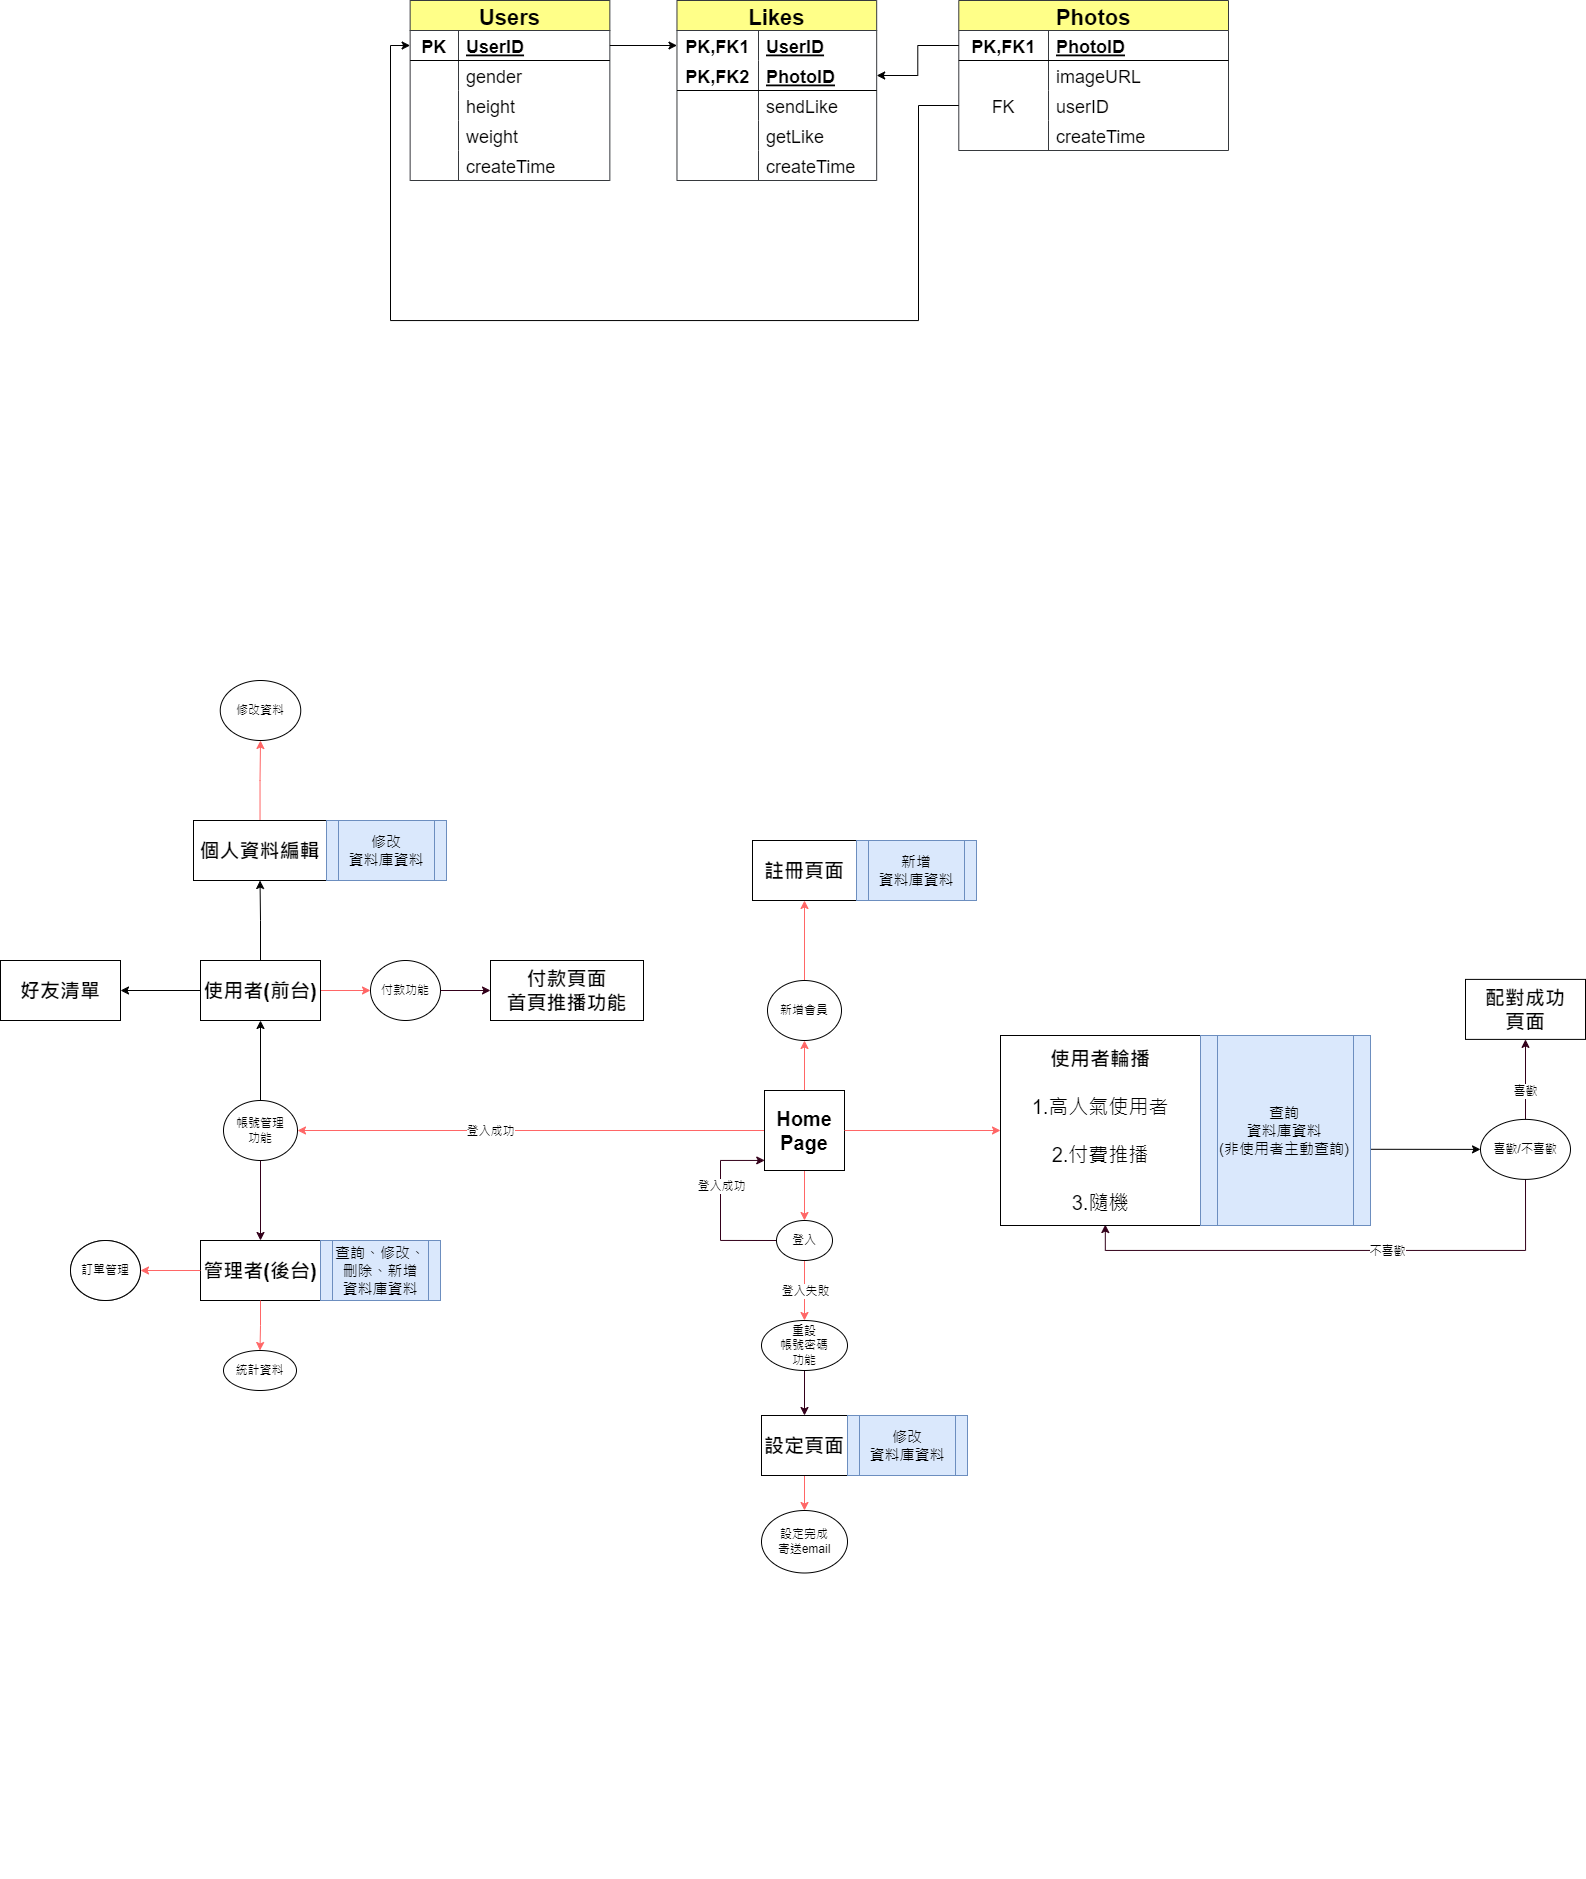 Users
PK UserID
gender
height
weight
createTime
Likes
PK,FK1 UserID
PK,FK2 PhotoID
sendLike
getLike
createTime
Photos
PK,FK1 PhotoID
imageURL
FK userID
createTime
修改資料
個人資料編輯
修改
資料庫資料
好友清單
使用者(前台)
付款功能
付款頁面
首頁推播功能
帳號管理
功能
登入成功
管理者(後台)
查詢、修改、
刪除、新增
資料庫資料
訂單管理
統計資料
註冊頁面
新增
資料庫資料
新增會員
Home
Page
登入成功
登入
登入失敗
重設
帳號密碼
功能
設定頁面
修改
資料庫資料
設定完成
寄送email
使用者輪播
1.高人氣使用者
2.付費推播
3.隨機
查詢
資料庫資料
(非使用者主動查詢)
配對成功
頁面
喜歡
喜歡/不喜歡
不喜歡